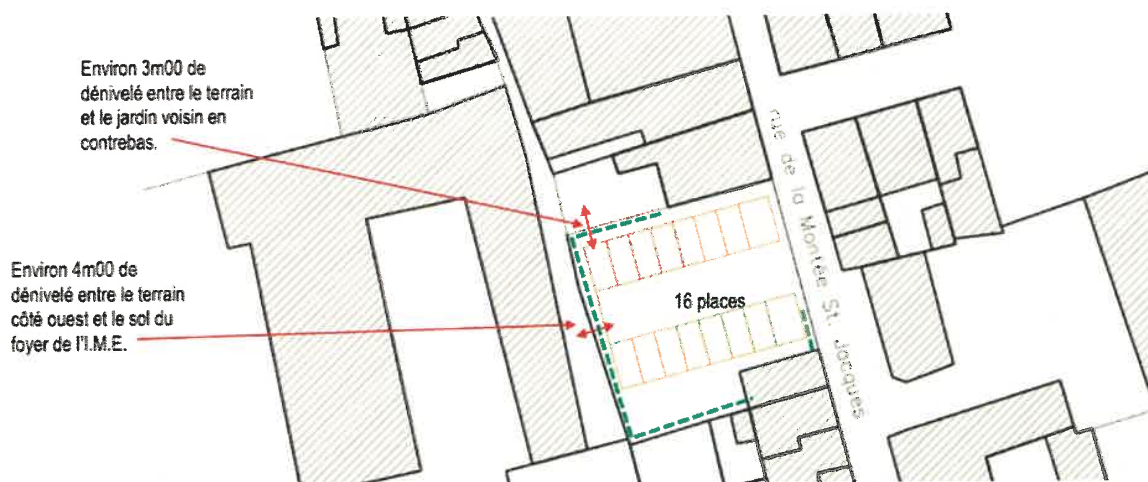 Environ 3m00 de
dénivelé entre le terrain
et le jardin voisin en
contrebas.
rue de la Montée St. Jacques
Environ 4m00 de
dénivelé entre le terrain
côté ouest et le sol du
foyer de l'I.M.E.
16 places